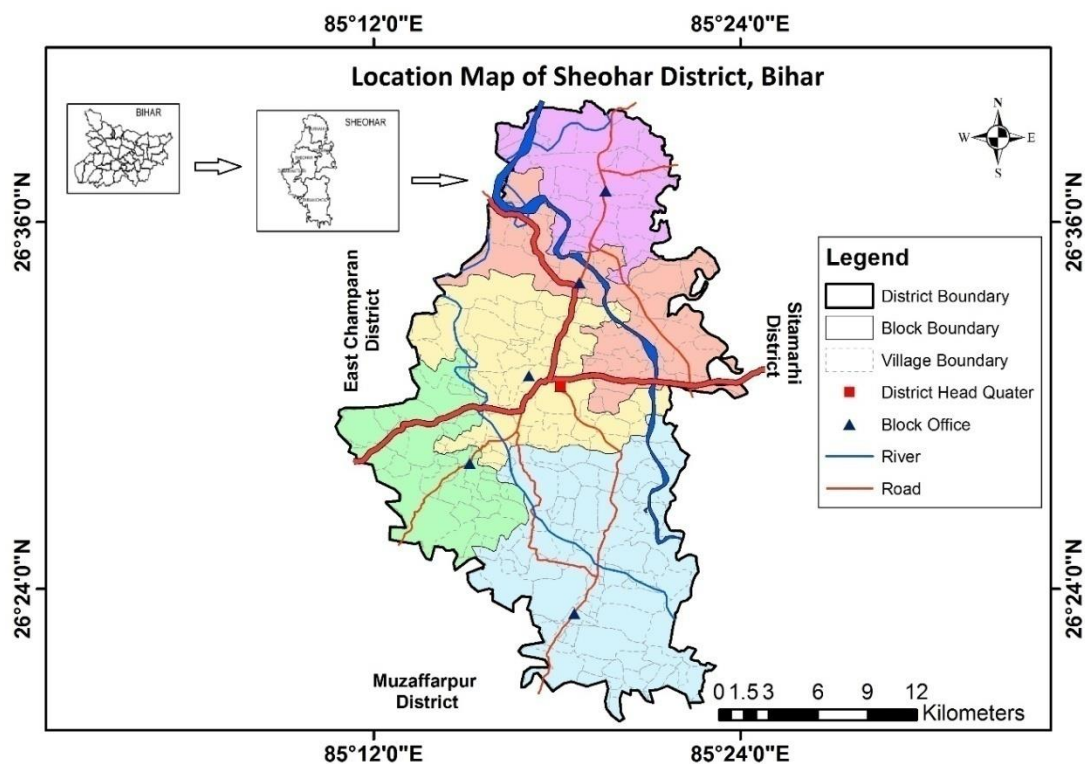 85°12'0"E
85°24'0"E
Location Map of Sheohar District, Bihar
BIHAR
SHEOHAR
N
W
E
S
26°36'0"N
26°36'0"N
East Champaran
District
Sitamarhi
District
Legend
District Boundary
Block Boundary
Village Boundary
District Head Quater
Block Office
River
Road
26°24'0"N
26°24'0"N
Muzaffarpur
District
0 1.5 3 6 9 12
Kilometers
85°12'0"E
85°24'0"E